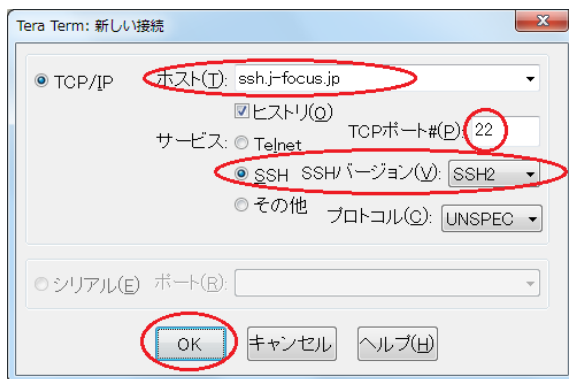 Tera Term: 新しい接続
TCP/IP ホスト(T): ssh.j-focus.jp
ヒストリ(O)
サービス: Telnet TCPポート#(P): 22
SSH SSHバージョン(V): SSH2
その他 プロトコル(C): UNSPEC
シリアル(E) ポート(R):
OK キャンセル ヘルプ(H)